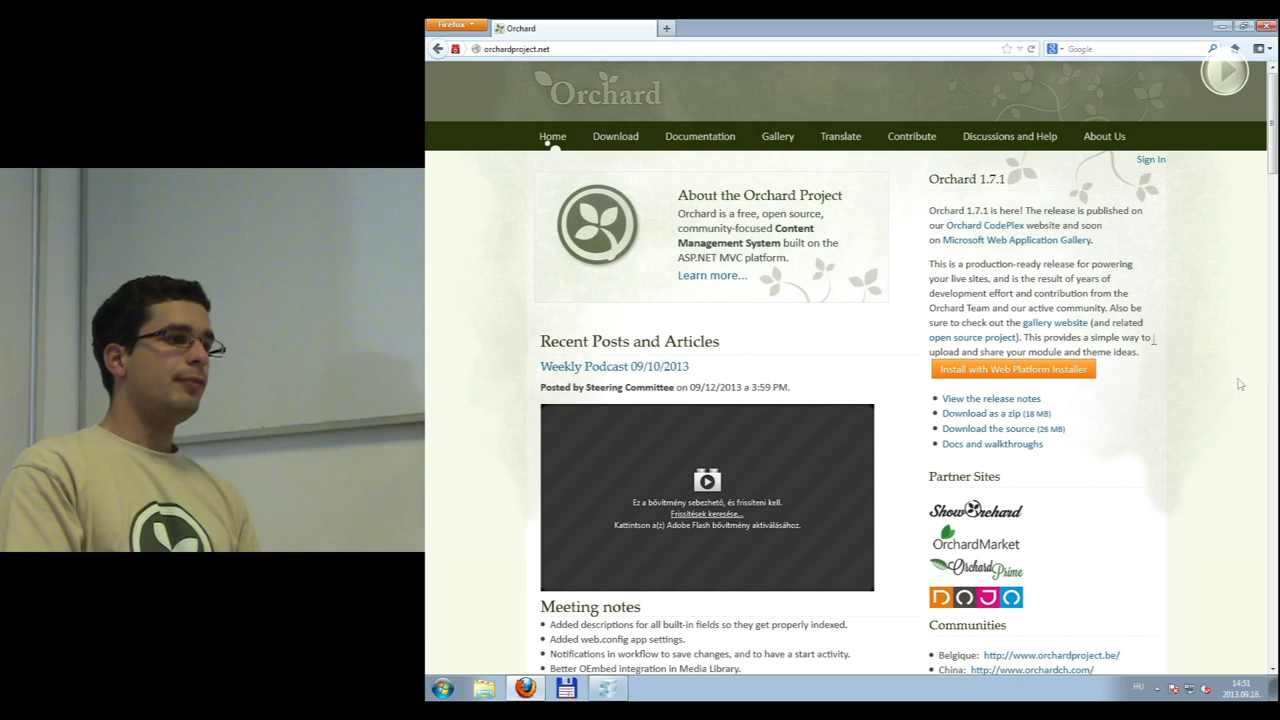 Firefox
Orchard
orchardproject.net
Google
Orchard
Home
Download
Documentation
Gallery
Translate
Contribute
Discussions and Help
About Us
Sign In
About the Orchard Project
Orchard is a free, open source,
community-focused Content
Management System built on the
ASP.NET MVC platform.
Learn more...
Recent Posts and Articles
Weekly Podcast 09/10/2013
Posted by Steering Committee on 09/12/2013 a 3:59 PM.
Ez a bővítmény sebezhető, és frissíteni kell.
Frissítések keresése...
Kattintson a(z) Adobe Flash bővítmény aktiválásához.
Meeting notes
Added descriptions for all built-in fields so they get properly indexed.
Added web.config app settings.
Notifications in workflow to save changes, and to have a start activity.
Better OEmbed integration in Media Library.
Orchard 1.7.1
Orchard 1.7.1 is here! The release is published on
our Orchard CodePlex website and soon
on Microsoft Web Application Gallery.
This is a production-ready release for powering
your live sites, and is the result of years of
development effort and contribution from the
Orchard Team and our active community. Also be
sure to check out the gallery website (and related
open source project). This provides a simple way to
upload and share your module and theme ideas.
Install with Web Platform Installer
View the release notes
Download as a zip (18 MB)
Download the source (26 MB)
Docs and walkthroughs
Partner Sites
Show Orchard
OrchardMarket
Orchard Prime
DOJO
Communities
Belgique: http://www.orchardproject.be/
China: http://www.orchardch.com/
HU
14:51
2013.09.18.